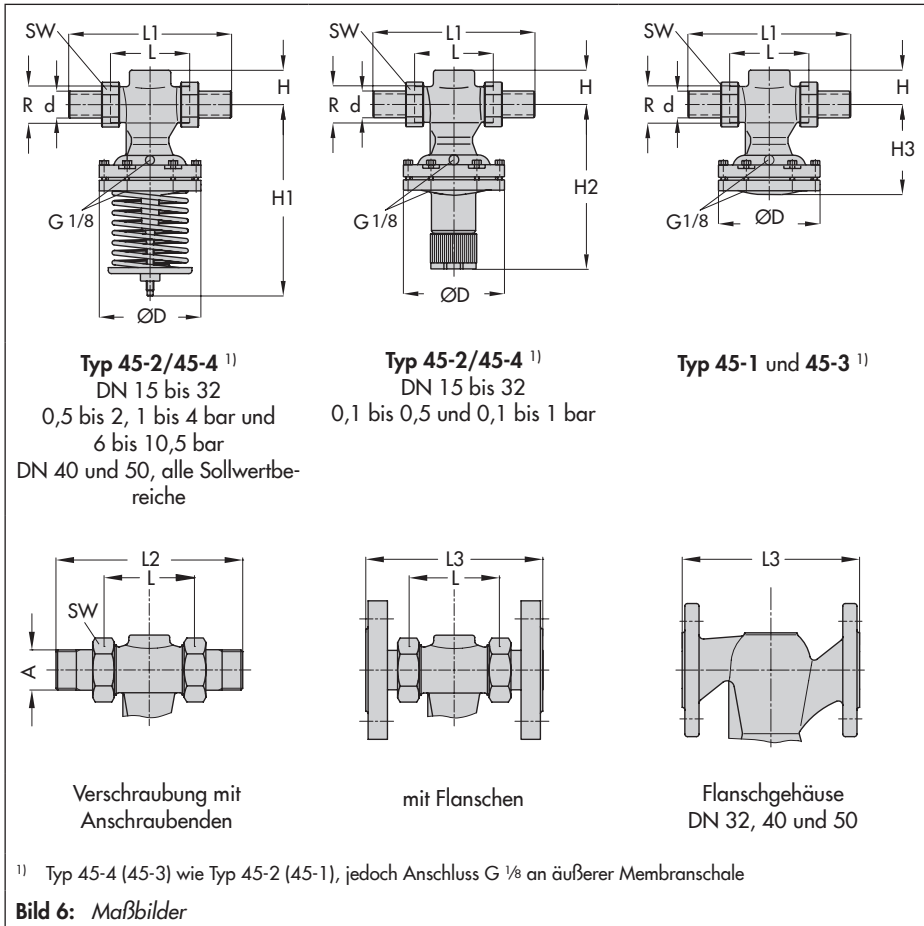 SW
L1
L
H
R
d
H1
G 1/8
ØD
SW
L1
L
H
R
d
H2
G 1/8
ØD
SW
L1
L
H
R
d
H3
G1/8
ØD
Typ 45-2/45-4 1)
DN 15 bis 32
0,5 bis 2, 1 bis 4 bar und
6 bis 10,5 bar
DN 40 und 50, alle Sollwertbe-
reiche
Typ 45-2/45-4 1)
DN 15 bis 32
0,1 bis 0,5 und 0,1 bis 1 bar
Typ 45-1 und 45-3 1)
L2
L
SW
A
L3
L
L3
Verschraubung mit
Anschraubenden
mit Flanschen
Flanschgehäuse
DN 32, 40 und 50
1) Typ 45-4 (45-3) wie Typ 45-2 (45-1), jedoch Anschluss G ⅛ an äußerer Membranschale
Bild 6: Maßbilder